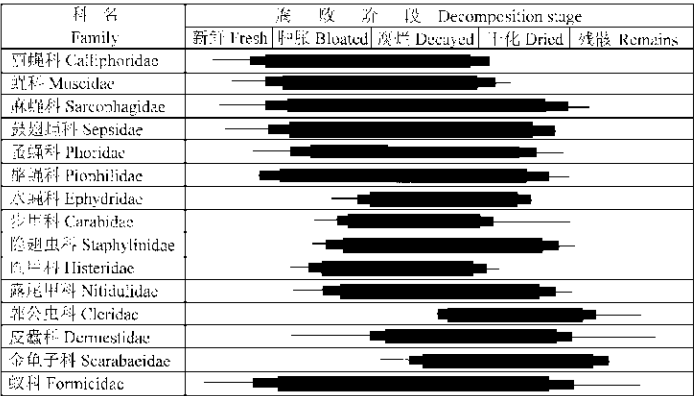 科 名 腐 败 阶 段 Decomposition stage
Family 新鲜 Fresh 肿胀 Bloated 腐烂 Decayed 干化 Dried 残骸 Remains
丽蝇科 Calliphoridae
蝇科 Muscidae
麻蝇科 Sarcophagidae
鼓翅蝇科 Sepsidae
蚤蝇科 Phoridae
酪蝇科 Piophilidae
水蝇科 Ephydridae
步甲科 Carabidae
隐翅虫科 Staphylinidae
阎甲科 Histeridae
露尾甲科 Nitidulidae
郭公虫科 Cleridae
皮蠹科 Dermestidae
金龟子科 Scarabaeidae
蚁科 Formicidae